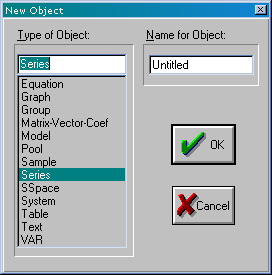 New Object
Type of Object:
Name for Object:
Series
Untitled
Equation
Graph
Group
Matrix-Vector-Coef
Model
Pool
Sample
Series
SSpace
System
Table
Text
VAR
OK
Cancel